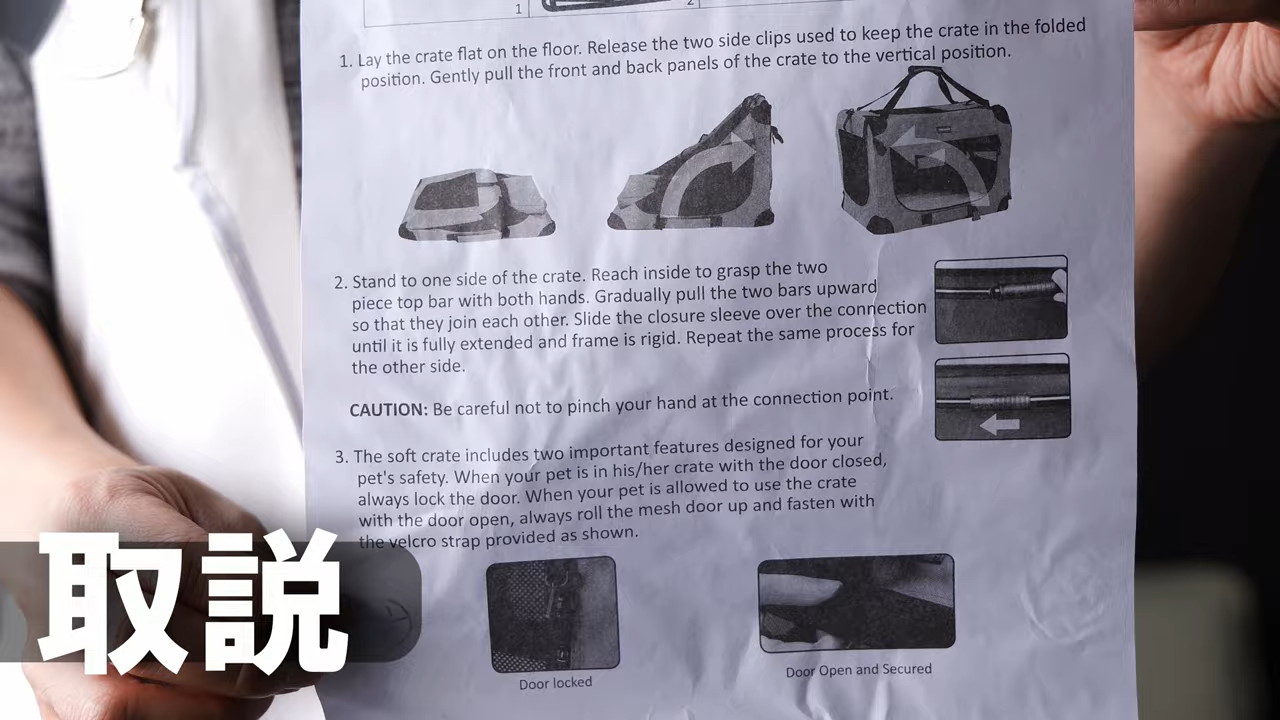 1
2
1. Lay the crate flat on the floor. Release the two side clips used to keep the crate in the folded
position. Gently pull the front and back panels of the crate to the vertical position.
2. Stand to one side of the crate. Reach inside to grasp the two
piece top bar with both hands. Gradually pull the two bars upward
so that they join each other. Slide the closure sleeve over the connection
until it is fully extended and frame is rigid. Repeat the same process for
the other side.
CAUTION: Be careful not to pinch your hand at the connection point.
3. The soft crate includes two important features designed for your
pet's safety. When your pet is in his/her crate with the door closed,
always lock the door. When your pet is allowed to use the crate
with the door open, always roll the mesh door up and fasten with
the velcro strap provided as shown.
Door locked
Door Open and Secured
取説